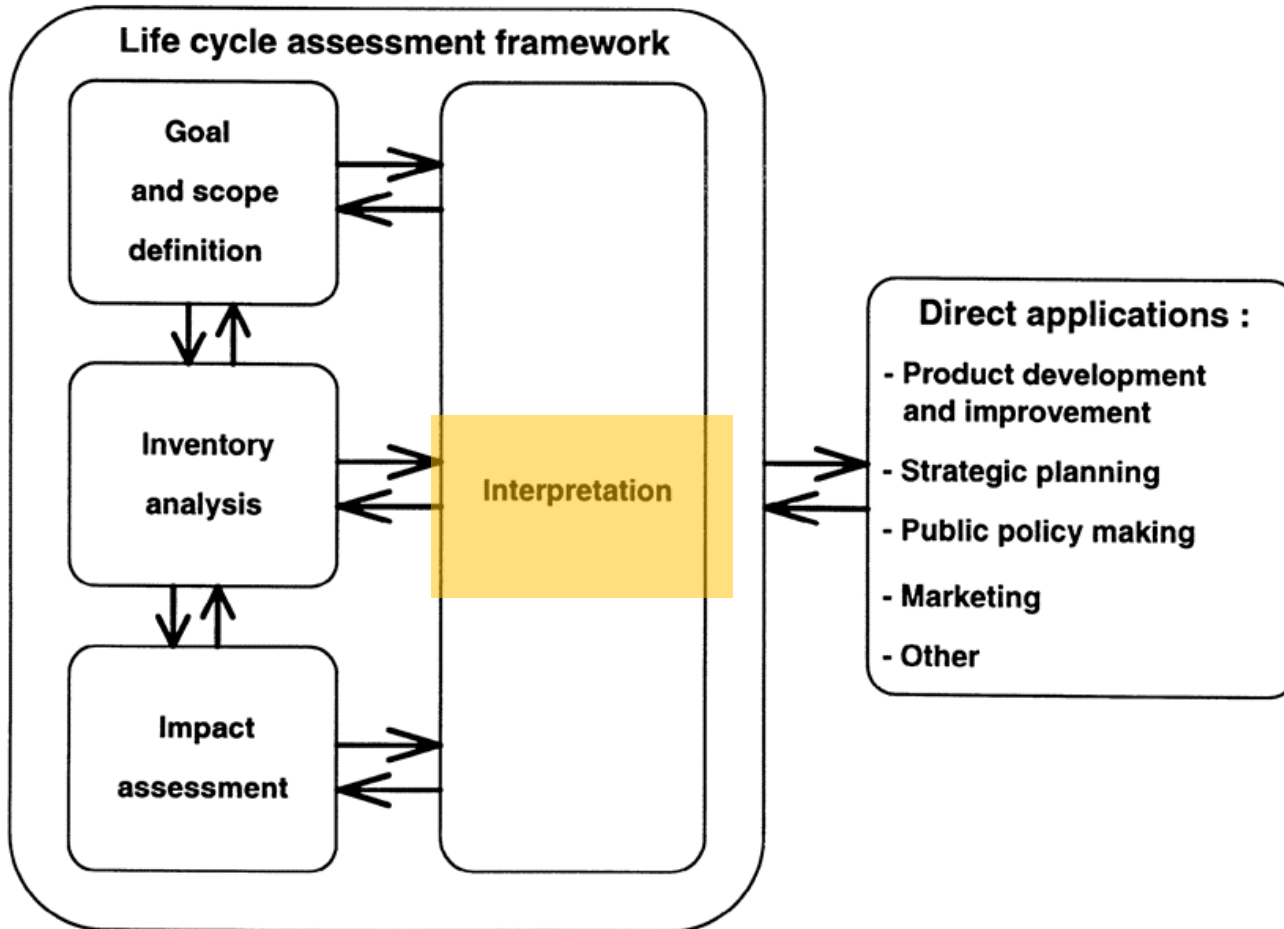 Life cycle assessment framework
Goal
and scope
definition
Inventory
analysis
Impact
assessment
Interpretation
Direct applications :
- Product development
and improvement
- Strategic planning
- Public policy making
- Marketing
- Other